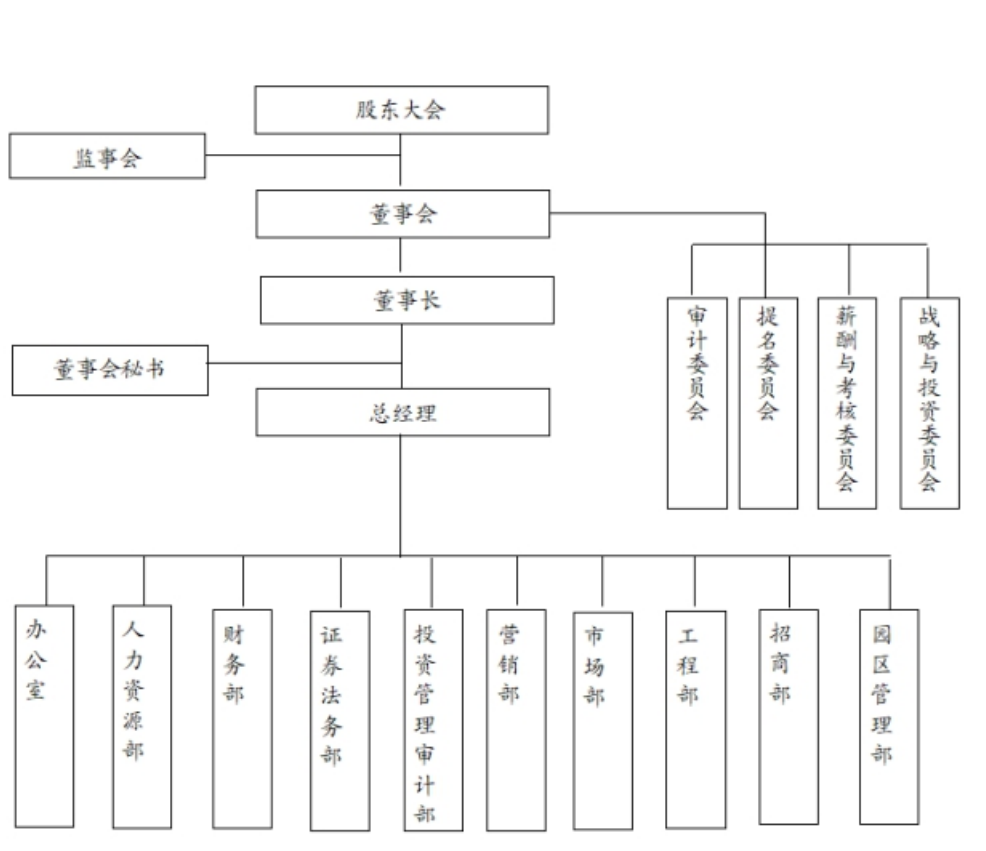 股东大会
监事会
董事会
董事长
董事会秘书
总经理
审计委员会
提名委员会
薪酬与考核委员会
战略与投资委员会
办公室
人力资源部
财务部
证券法务部
投资管理审计部
营销部
市场部
工程部
招商部
园区管理部